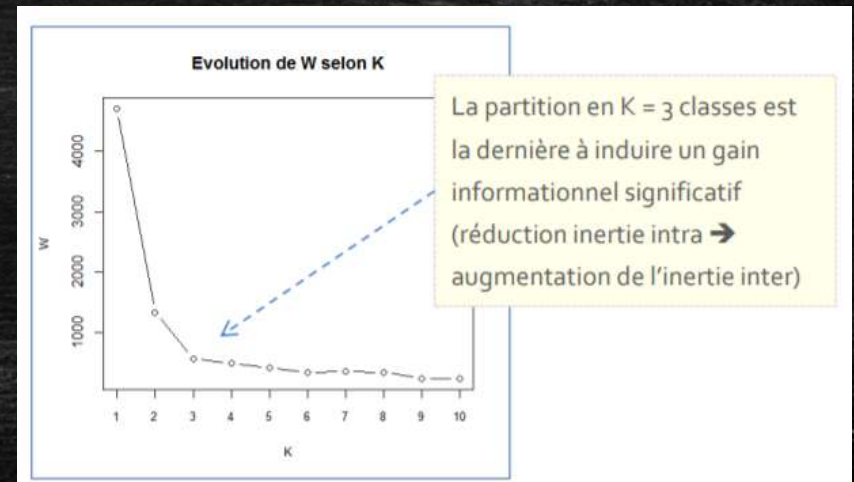 Evolution de W selon K
W
4000
3000
2000
1000
1 2 3 4 5 6 7 8 9 10
K
La partition en K = 3 classes est
la dernière à induire un gain
informationnel significatif
(réduction inertie intra ➔
augmentation de l'inertie inter)